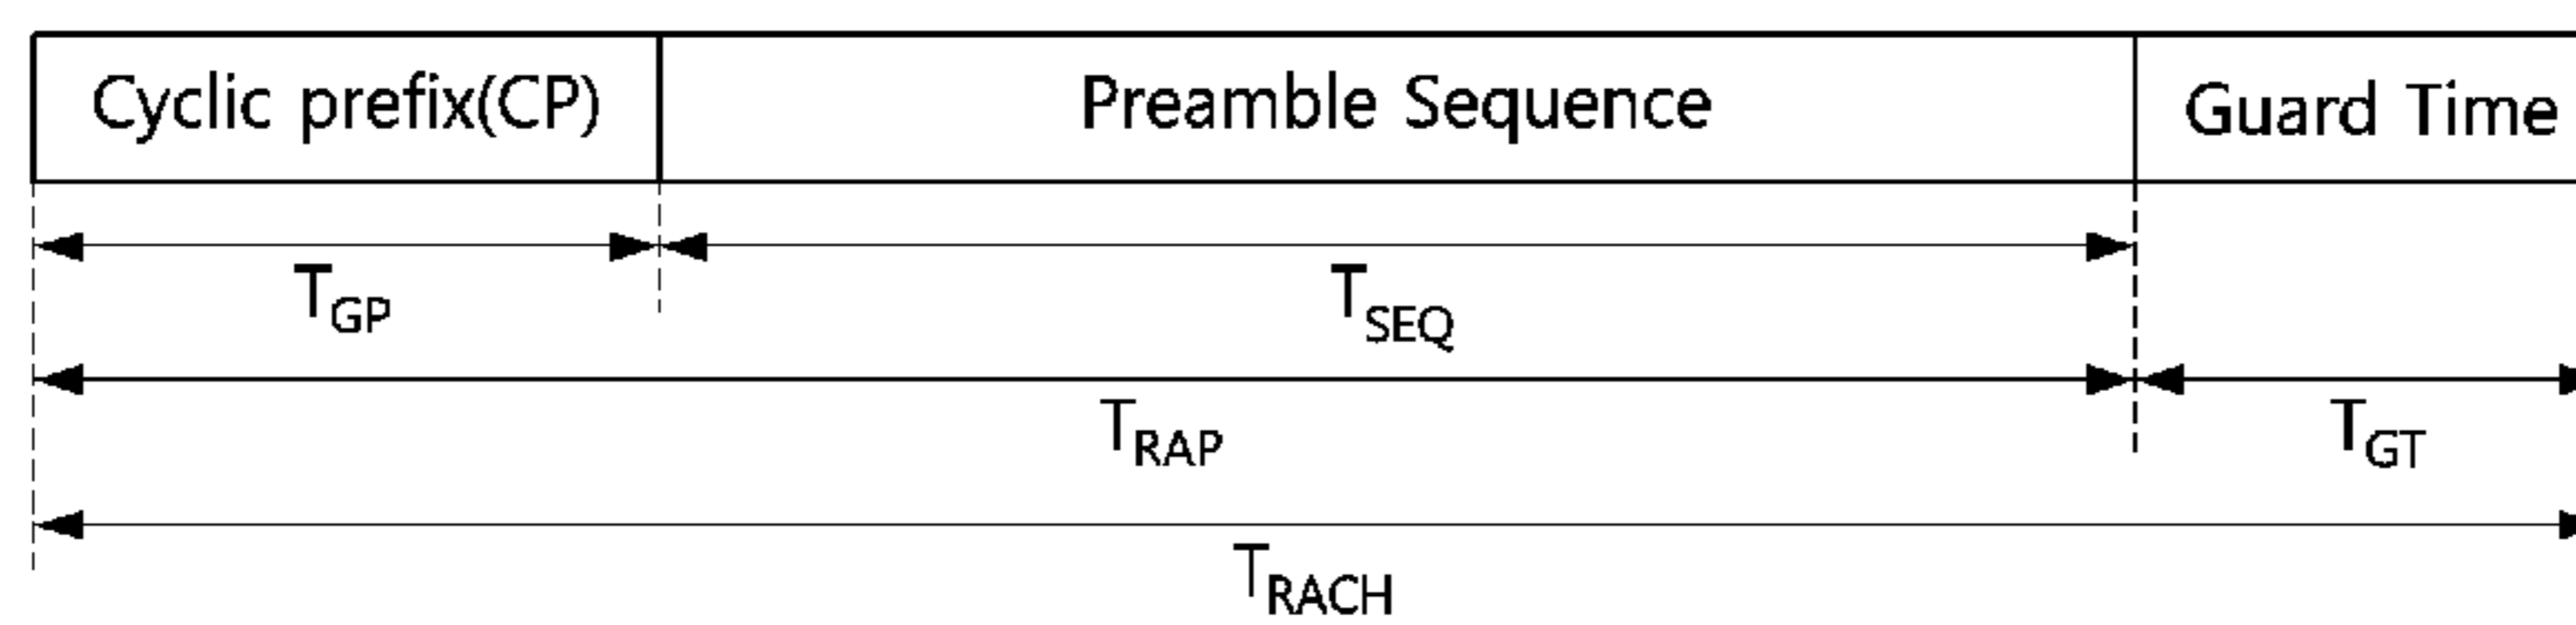 Cyclic prefix(CP) Preamble Sequence Guard Time
TGP TSEQ
TRAP TGT
TRACH